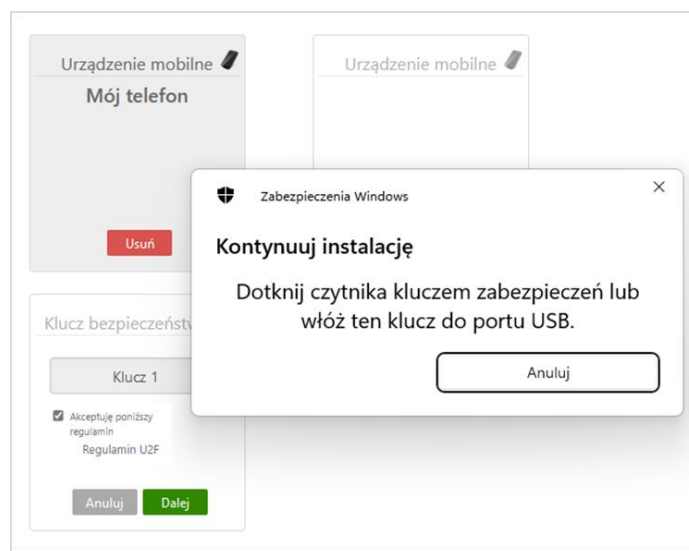 Urządzenie mobilne
Mój telefon
Usuń
Urządzenie mobilne
Zabezpieczenia Windows
Kontynuuj instalację
Dotknij czytnika kluczem zabezpieczeń lub
włóż ten klucz do portu USB.
Anuluj
Klucz bezpieczeństw
Klucz 1
Akceptuję poniższy
regulamin
Regulamin U2F
Anuluj
Dalej